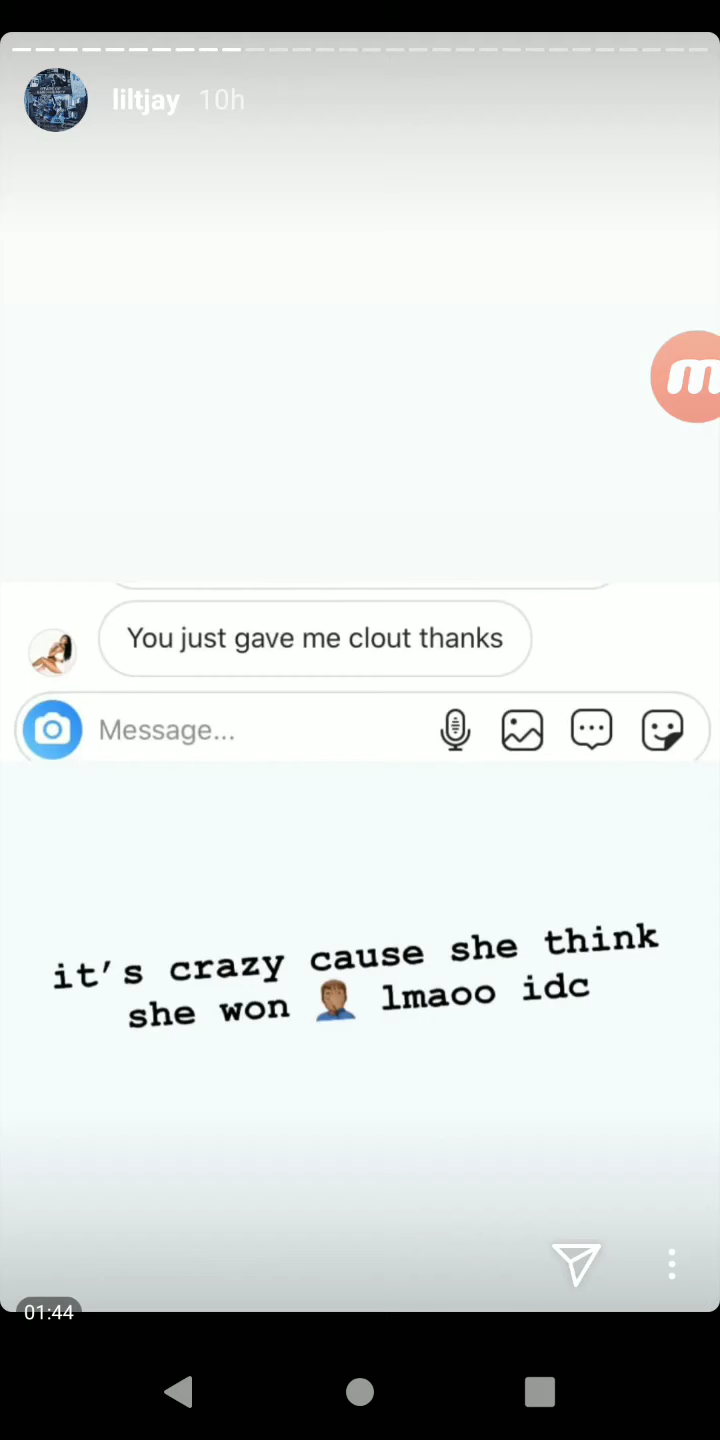 liltjay 10h
m
You just gave me clout thanks
Message...
it's crazy cause she think
she won 🤦🏾‍♂️ lmaoo idc
01:44